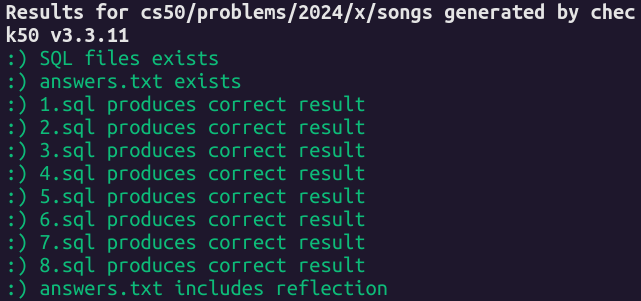 Results for cs50/problems/2024/x/songs generated by chec
k50 v3.3.11
:) SQL files exists
:) answers.txt exists
:) 1.sql produces correct result
:) 2.sql produces correct result
:) 3.sql produces correct result
:) 4.sql produces correct result
:) 5.sql produces correct result
:) 6.sql produces correct result
:) 7.sql produces correct result
:) 8.sql produces correct result
:) answers.txt includes reflection